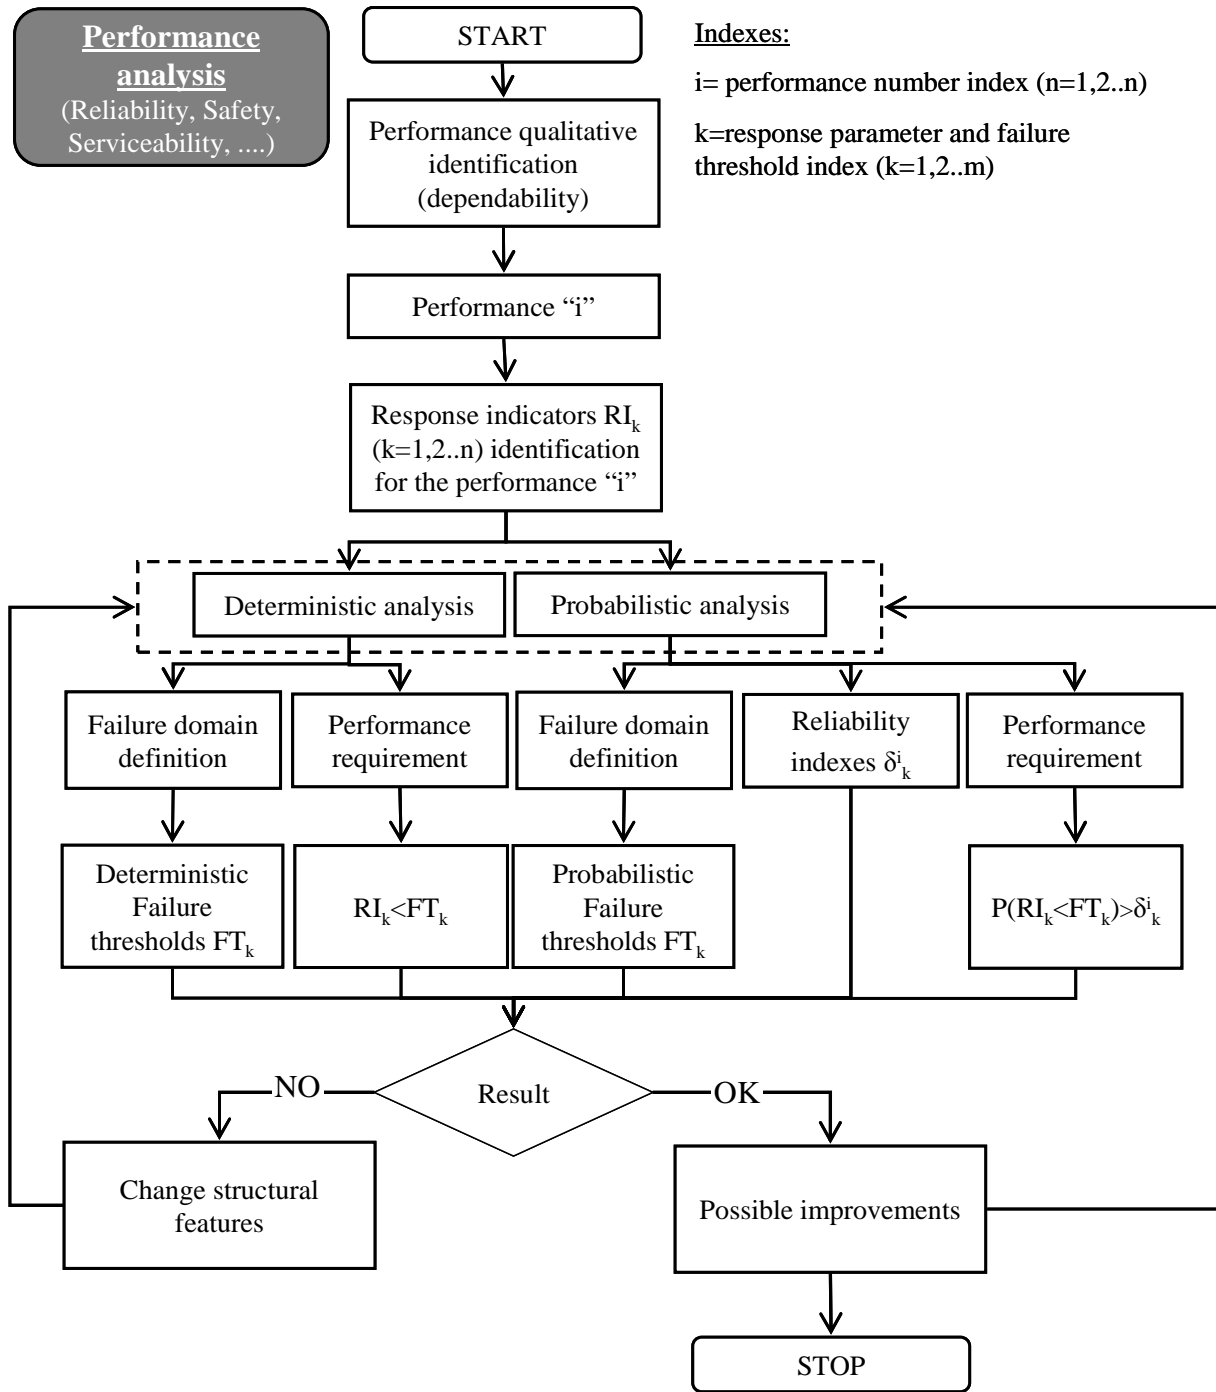 Performance
analysis
(Reliability, Safety,
Serviceability, ....)
START
Indexes:
i= performance number index (n=1,2..n)
k=response parameter and failure
threshold index (k=1,2..m)
Performance qualitative
identification
(dependability)
Performance “i”
Response indicators RIₖ
(k=1,2..n) identification
for the performance “i”
Deterministic analysis
Probabilistic analysis
Failure domain
definition
Performance
requirement
Failure domain
definition
Reliability
indexes δⁱₖ
Performance
requirement
Deterministic
Failure
thresholds FTₖ
RIₖ<FTₖ
Probabilistic
Failure
thresholds FTₖ
P(RIₖ<FTₖ)>δⁱₖ
NO
Result
OK
Change structural
features
Possible improvements
STOP